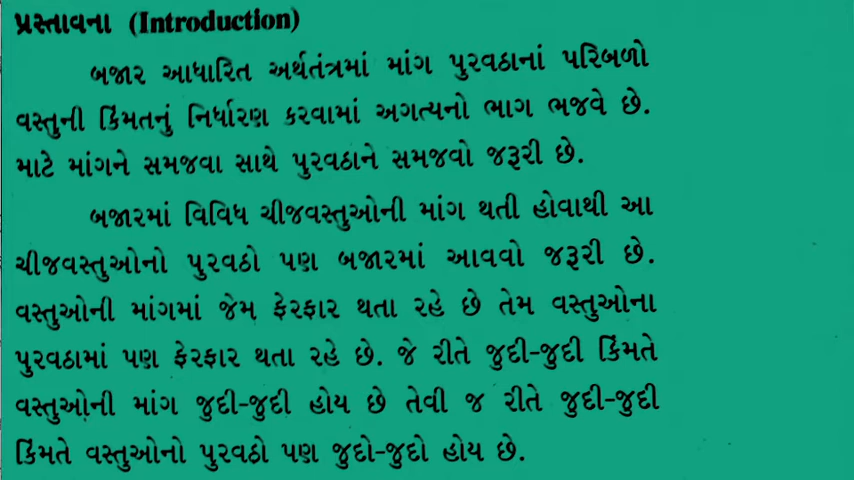 પ્રસ્તાવના (Introduction)
બજાર આધારિત અર્થતંત્રમાં માંગ પુરવઠાનાં પરિબળો
વસ્તુની કિંમતનું નિર્ધારણ કરવામાં અગત્યનો ભાગ ભજવે છે.
માટે માંગને સમજવા સાથે પુરવઠાને સમજવો જરૂરી છે.
બજારમાં વિવિધ ચીજવસ્તુઓની માંગ થતી હોવાથી આ
ચીજવસ્તુઓનો પુરવઠો પણ બજારમાં આવવો જરૂરી છે.
વસ્તુઓની માંગમાં જેમ ફેરફાર થતા રહે છે તેમ વસ્તુઓના
પુરવઠામાં પણ ફેરફાર થતા રહે છે. જે રીતે જુદી-જુદી કિંમતે
વસ્તુઓની માંગ જુદી-જુદી હોય છે તેવી જ રીતે જુદી-જુદી
કિંમતે વસ્તુઓનો પુરવઠો પણ જુદો-જુદો હોય છે.